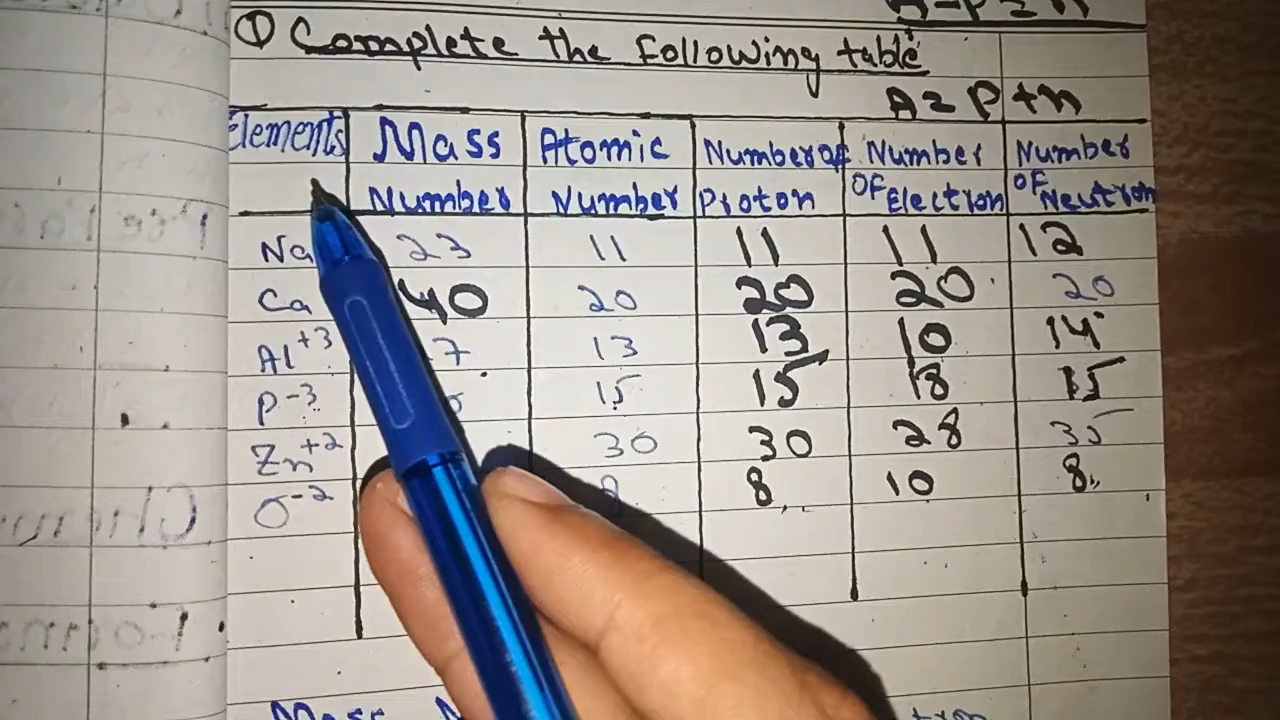 ① Complete the Following table
A = P + n
Elements Mass Number Atomic Number Number of Proton Number OF Electron Number OF Neutron
Na 23 11 11 11 12
Ca 40 20 20 20 20
Al+3 7 13 13 10 14
P-3 15 15 18 15
Zn+2 30 30 28 35
O-2 8 10 8
Mass